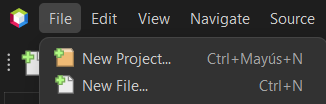 File Edit View Navigate Source
New Project... Ctrl+Mayús+N
New File... Ctrl+N